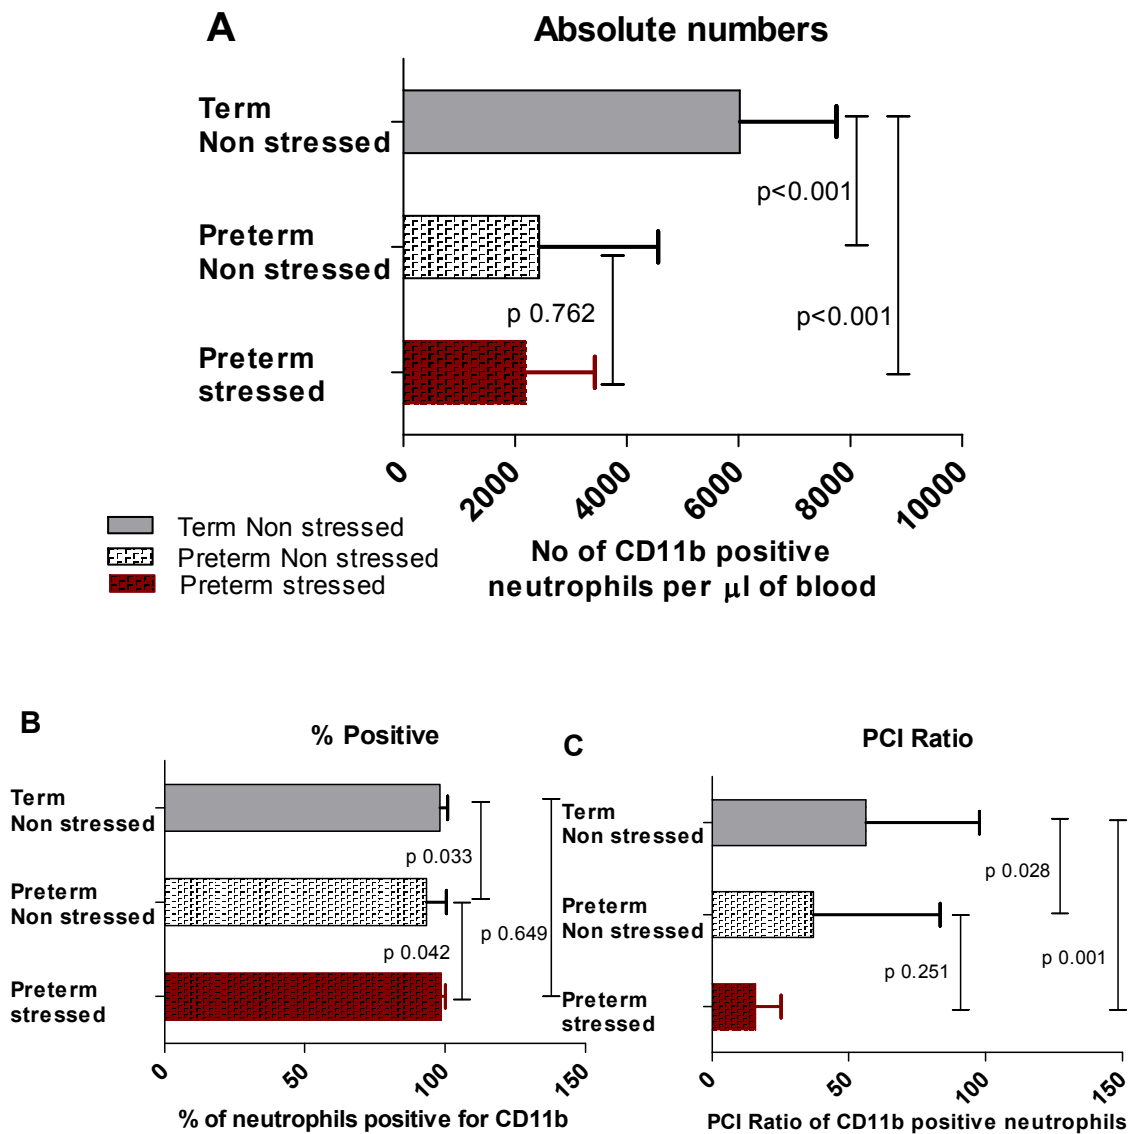 A
Absolute numbers
Term
Non stressed
p<0.001
Preterm
Non stressed
p 0.762
p<0.001
Preterm
stressed
0
2000
4000
6000
8000
10000
Term Non stressed
Preterm Non stressed
Preterm stressed
No of CD11b positive
neutrophils per μl of blood
B
% Positive
Term
Non stressed
p 0.033
Preterm
Non stressed
p 0.649
p 0.042
Preterm
stressed
0
50
100
150
% of neutrophils positive for CD11b
C
PCI Ratio
Term
Non stressed
p 0.028
Preterm
Non stressed
p 0.251
p 0.001
Preterm
stressed
0
50
100
150
PCI Ratio of CD11b positive neutrophils